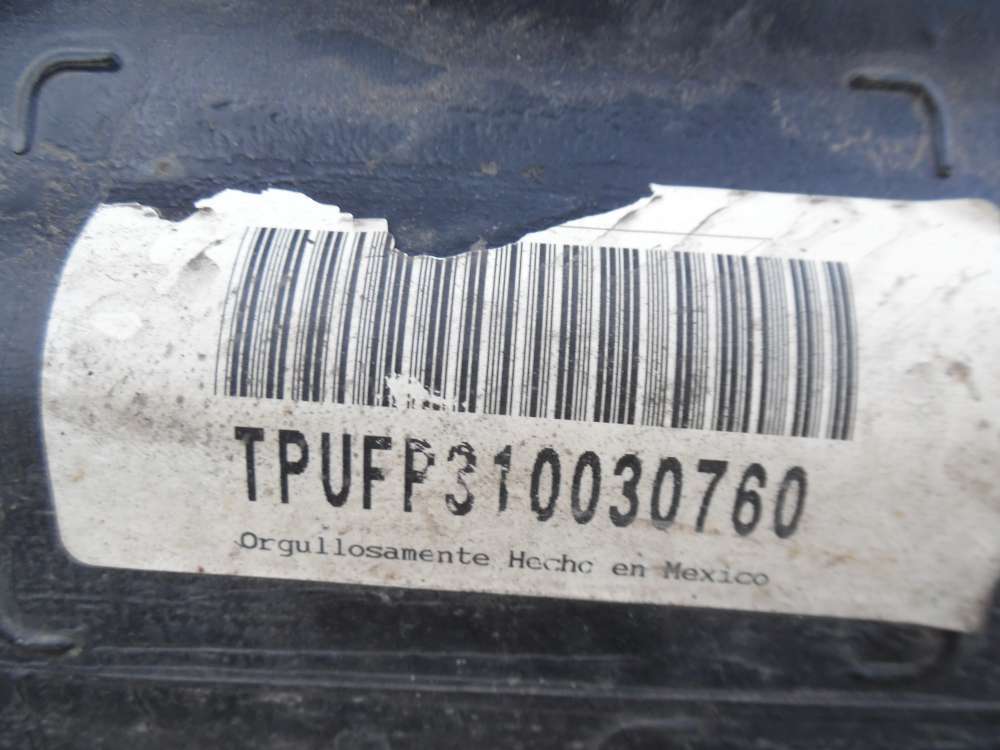 TPUFP310030760
Orgullosamente Hecho en Mexico